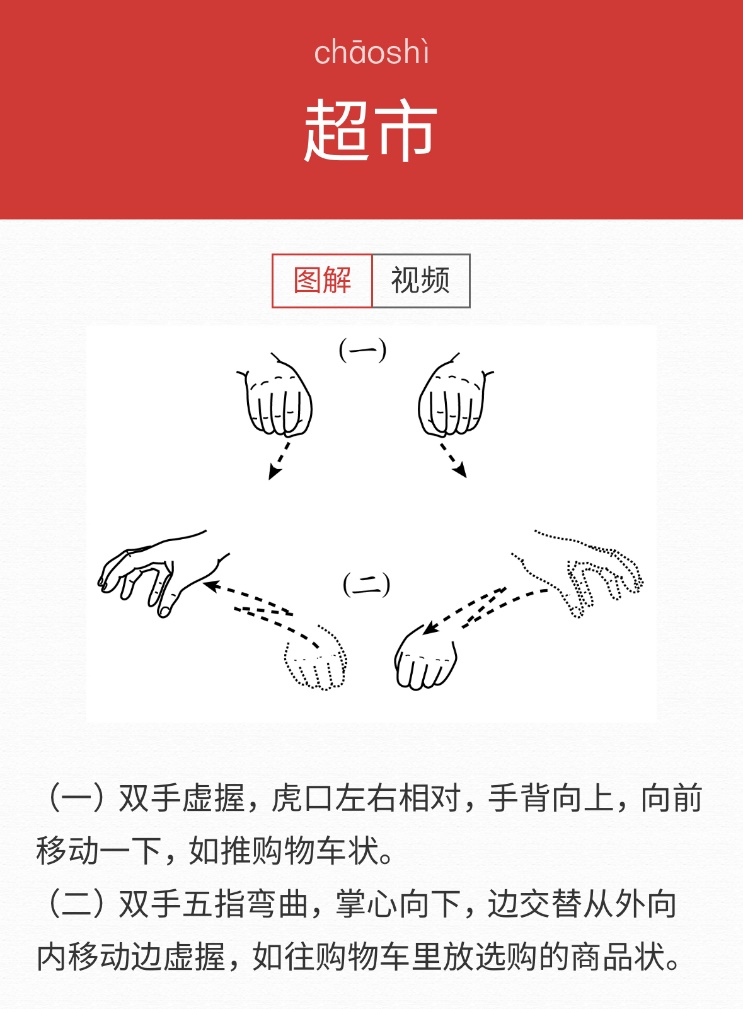 chāoshì
超市
图解 视频
(一)
(二)
（一）双手虚握，虎口左右相对，手背向上，向前
移动一下，如推购物车状。
（二）双手五指弯曲，掌心向下，边交替从外向
内移动边虚握，如往购物车里放选购的商品状。